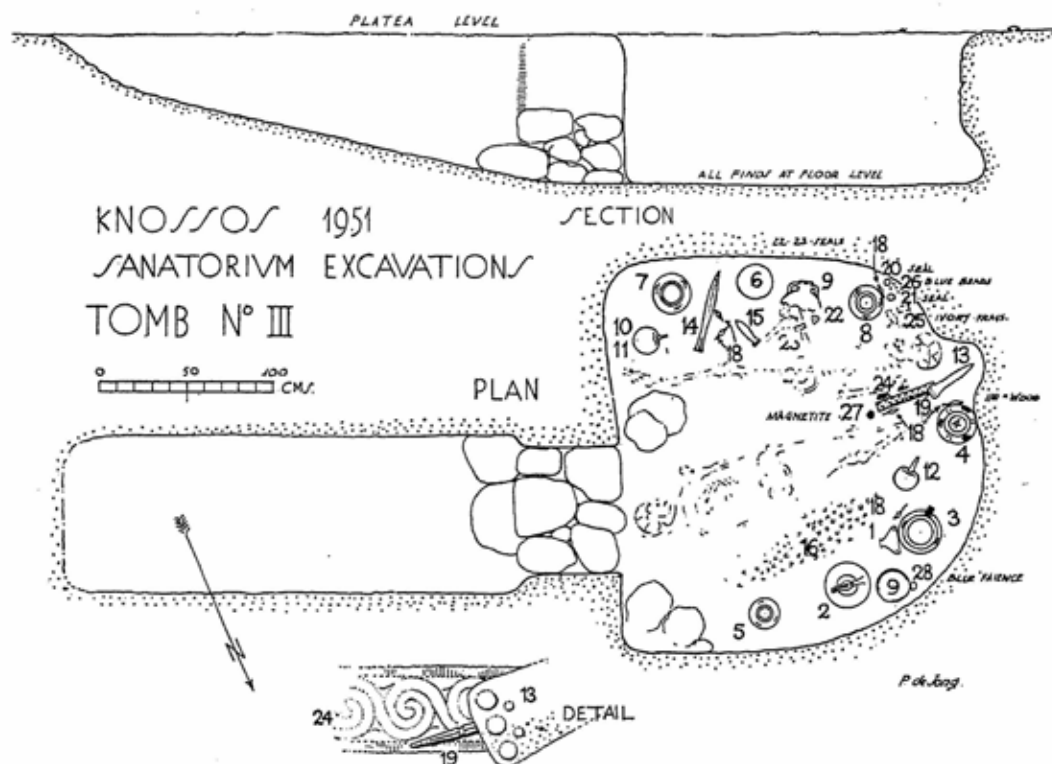 PLATEA LEVEL
ALL FINDS AT FLOOR LEVEL
SECTION
KNOSSOS 1951
SANATORIVM EXCAVATIONS
TOMB Nº III
0 50 100 CMS.
PLAN
22-23-SEALS
18
20 SEAL
26 BLUE BEADS
21 SEAL
25 IVORY FRAGS.
7
6
9
22
8
10
11
14
18
15
23
13
24
19
MAGNETITE 27
18
WOOD
4
12
18
3
1
16
28
BLUE FAIENCE
2
9
5
N
P de Jong.
24
13
DETAIL
19